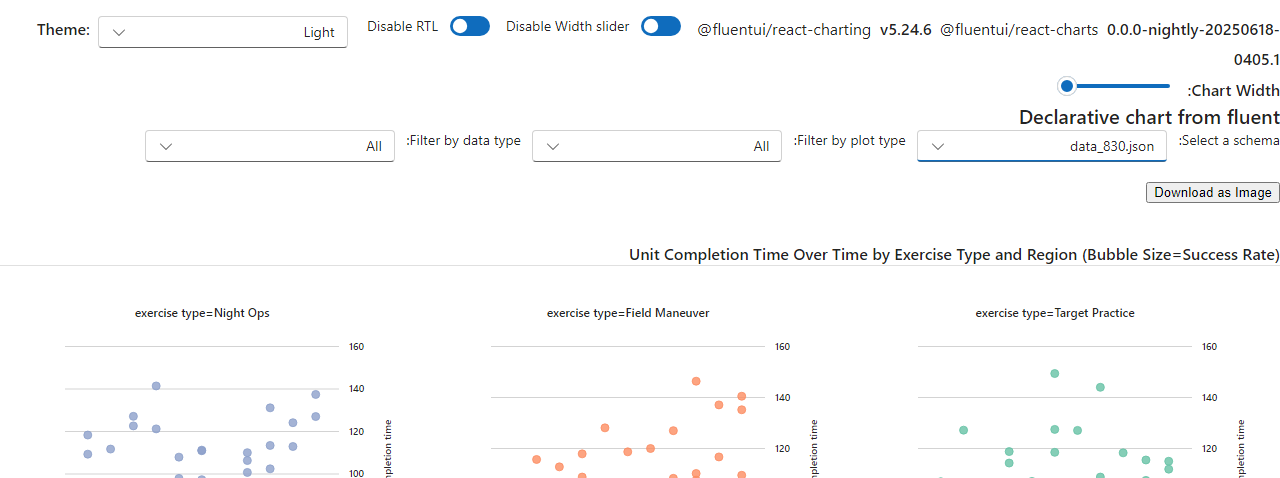 Theme: Light Disable RTL Disable Width slider @fluentui/react-charting v5.24.6 @fluentui/react-charts 0.0.0-nightly-20250618-
0405.1
:Chart Width
Declarative chart from fluent
:Select a schema data_830.json :Filter by plot type All :Filter by data type All
Download as Image
Unit Completion Time Over Time by Exercise Type and Region (Bubble Size=Success Rate)
exercise type=Night Ops
160
140
120
100
exercise type=Field Maneuver
160
140
120
exercise type=Target Practice
160
140
120